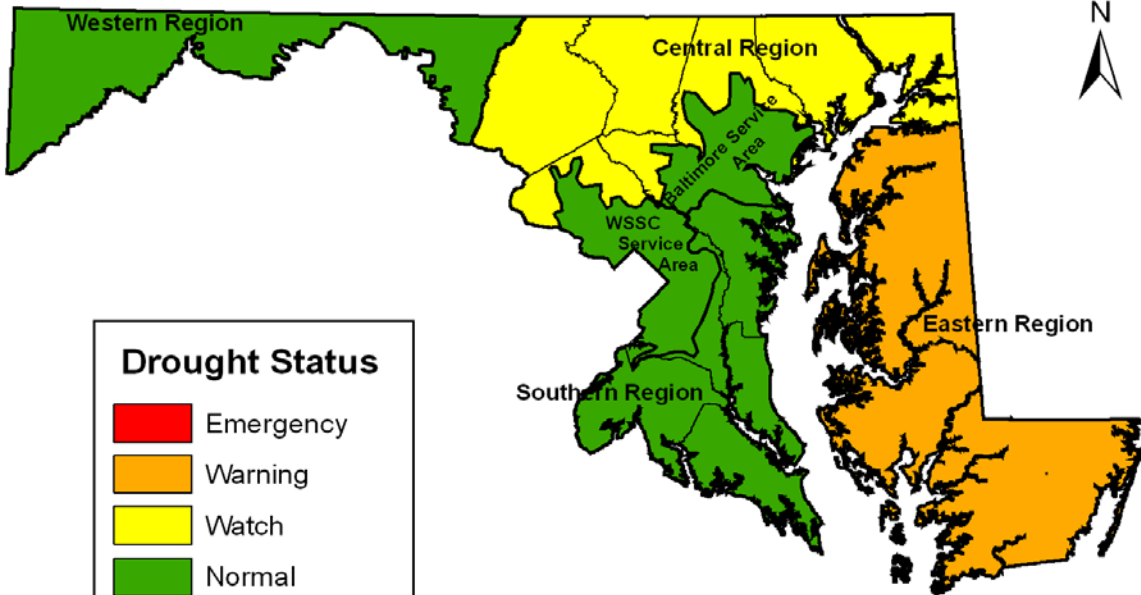 N
Western Region
Central Region
Baltimore Service
Area
WSSC
Service
Area
Eastern Region
Southern Region
Drought Status
Emergency
Warning
Watch
Normal